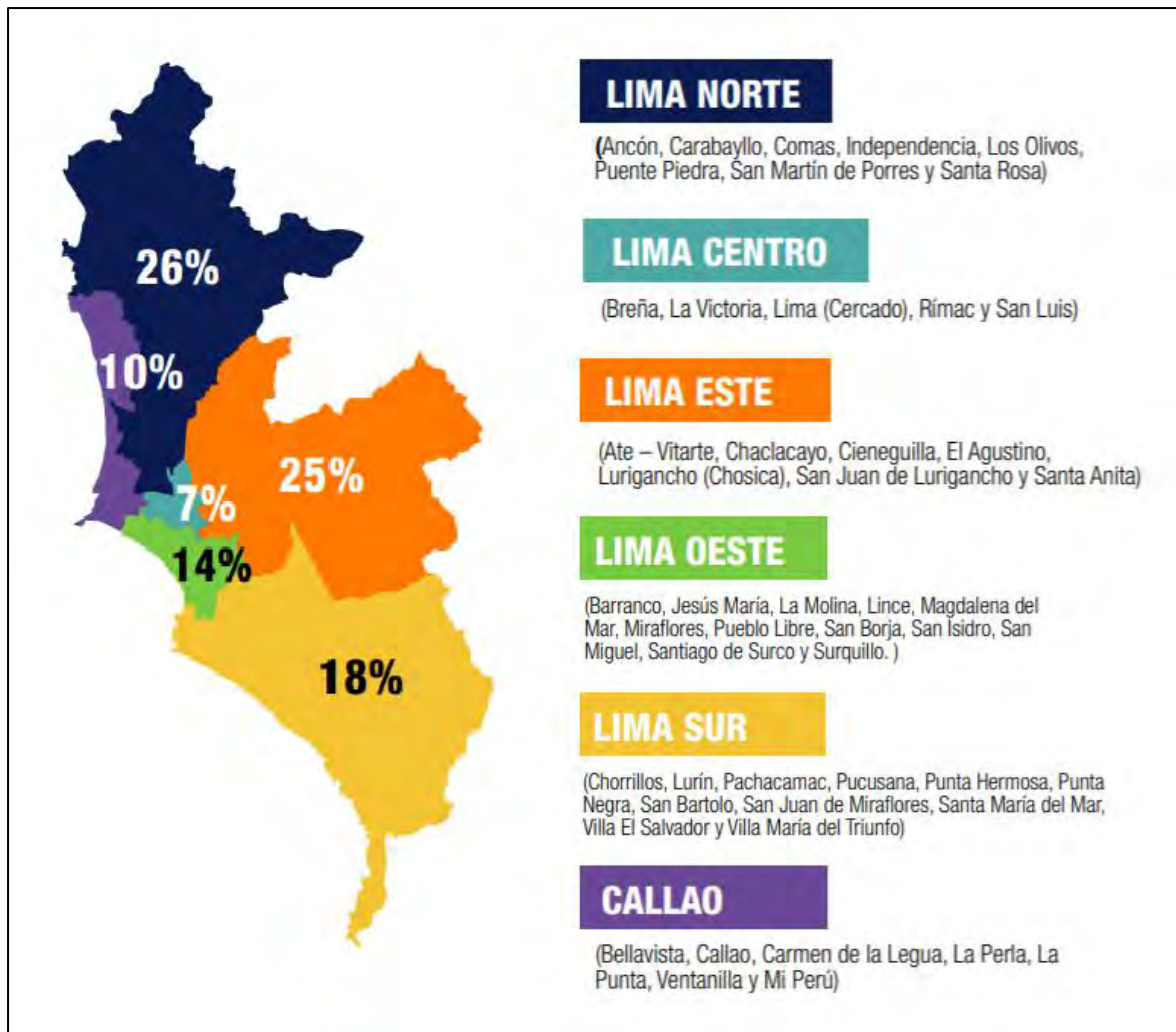 26%
10%
7%
25%
14%
18%
LIMA NORTE
(Ancón, Carabayllo, Comas, Independencia, Los Olivos,
Puente Piedra, San Martín de Porres y Santa Rosa)
LIMA CENTRO
(Breña, La Victoria, Lima (Cercado), Rímac y San Luis)
LIMA ESTE
(Ate – Vitarte, Chaclacayo, Cieneguilla, El Agustino,
Lurigancho (Chosica), San Juan de Lurigancho y Santa Anita)
LIMA OESTE
(Barranco, Jesús María, La Molina, Lince, Magdalena del
Mar, Miraflores, Pueblo Libre, San Borja, San Isidro, San
Miguel, Santiago de Surco y Surquillo. )
LIMA SUR
(Chorrillos, Lurín, Pachacamac, Pucusana, Punta Hermosa, Punta
Negra, San Bartolo, San Juan de Miraflores, Santa María del Mar,
Villa El Salvador y Villa María del Triunfo)
CALLAO
(Bellavista, Callao, Carmen de la Legua, La Perla, La
Punta, Ventanilla y Mi Perú)